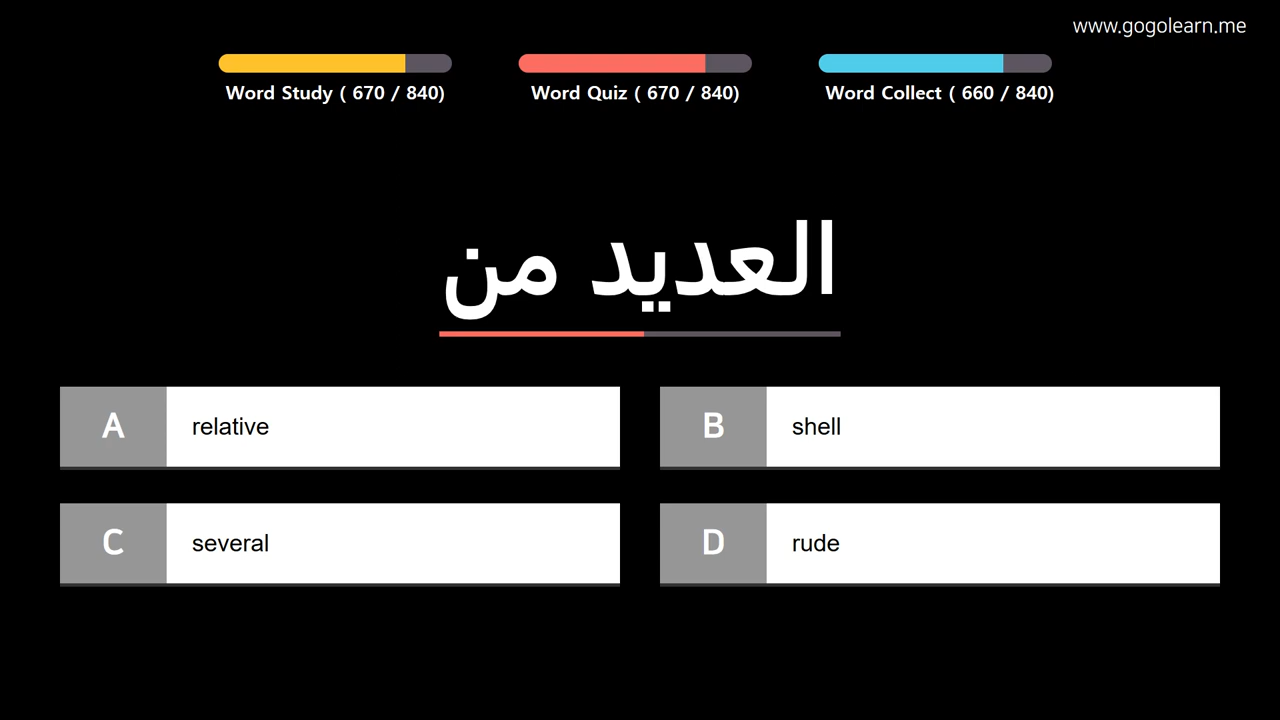 www.gogolearn.me
Word Study ( 670 / 840)
Word Quiz ( 670 / 840)
Word Collect ( 660 / 840)
العديد من
A relative
B shell
C several
D rude